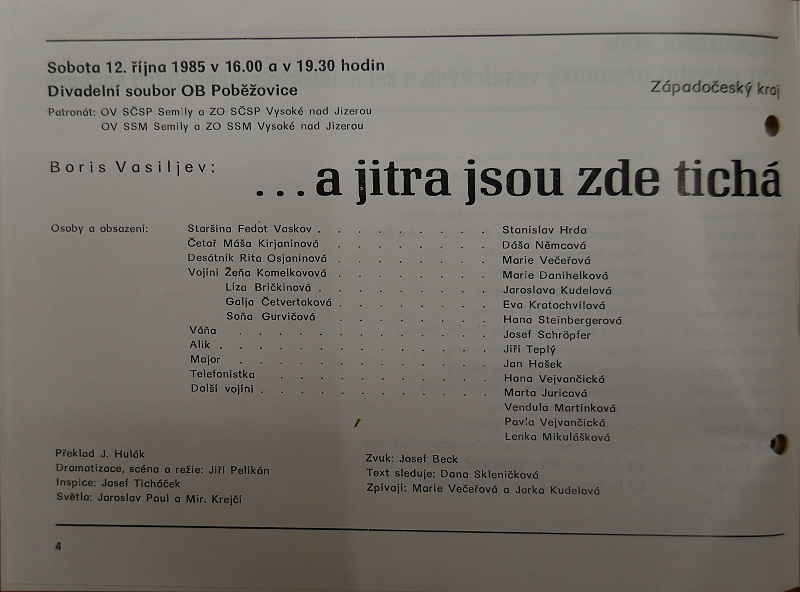 Sobota 12. října 1985 v 16.00 a v 19.30 hodin
Divadelní soubor OB Poběžovice
Západočeský kraj
Patronát: OV SČSP Semily a ZO SČSP Vysoké nad Jizerou
OV SSM Semily a ZO SSM Vysoké nad Jizerou
Boris Vasiljev:
...a jitra jsou zde tichá
Osoby a obsazení:
Staršina Fedot Vaskov . . . . . . . . Stanislav Hrda
Četař Máša Kirjaninová . . . . . . . Dáša Němcová
Desátník Rita Osjaninová . . . . . . . Marie Večeřová
Vojíni Žeňa Komelkovová . . . . . . . Marie Danihelková
Líza Bričkinová . . . . . . . . Jaroslava Kudelová
Galja Četvertaková . . . . . . . Eva Kratochvílová
Soňa Gurvičová . . . . . . . Hana Steinbergerová
Váňa . . . . . . . . . . Josef Schröpfer
Alik . . . . . . . . . . . Jiří Teplý
Major . . . . . . . . . . Jan Hašek
Telefonistka . . . . . . . . . Hana Vejvančická
Další vojíni . . . . . . . . . . Marta Juricová
Vendula Martínková
Pavla Vejvančická
Lenka Mikulášková
Překlad J. Hulák
Dramatizace, scéna a režie: Jiří Pelikán
Inspice: Josef Ticháček
Světla: Jaroslav Paul a Mir. Krejčí
Zvuk: Josef Beck
Text sleduje: Dana Skleničková
Zpívají: Marie Večeřová a Jarka Kudelová
4